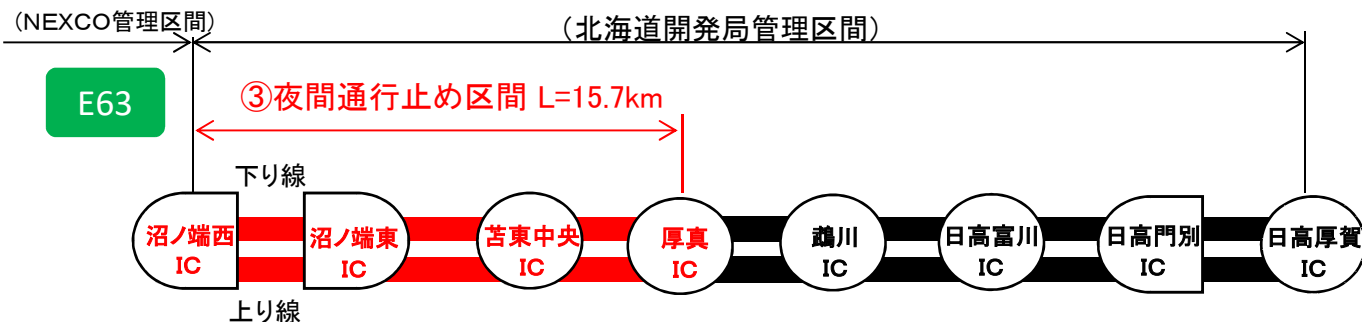 (NEXCO管理区間)
(北海道開発局管理区間)
E63
③夜間通行止め区間 L=15.7km
下り線
沼ノ端西
IC
沼ノ端東
IC
苫東中央
IC
厚真
IC
鵡川
IC
日高富川
IC
日高門別
IC
日高厚賀
IC
上り線